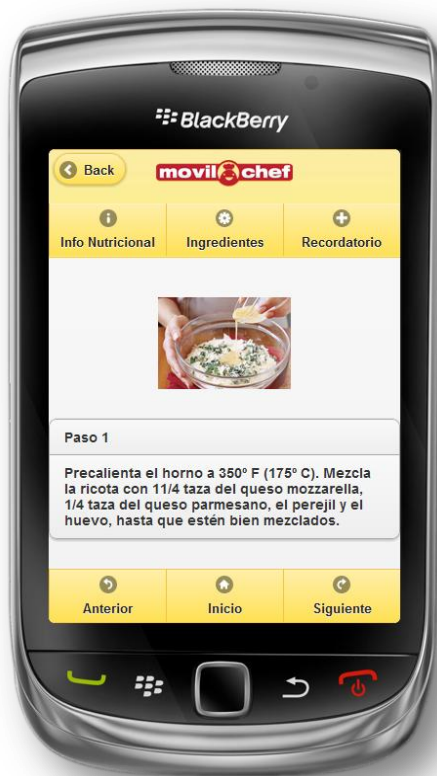 BlackBerry
Back
movil chef
Info Nutricional Ingredientes Recordatorio
Paso 1
Precalienta el horno a 350º F (175º C). Mezcla
la ricota con 11/4 taza del queso mozzarella,
1/4 taza del queso parmesano, el perejil y el
huevo, hasta que estén bien mezclados.
Anterior Inicio Siguiente